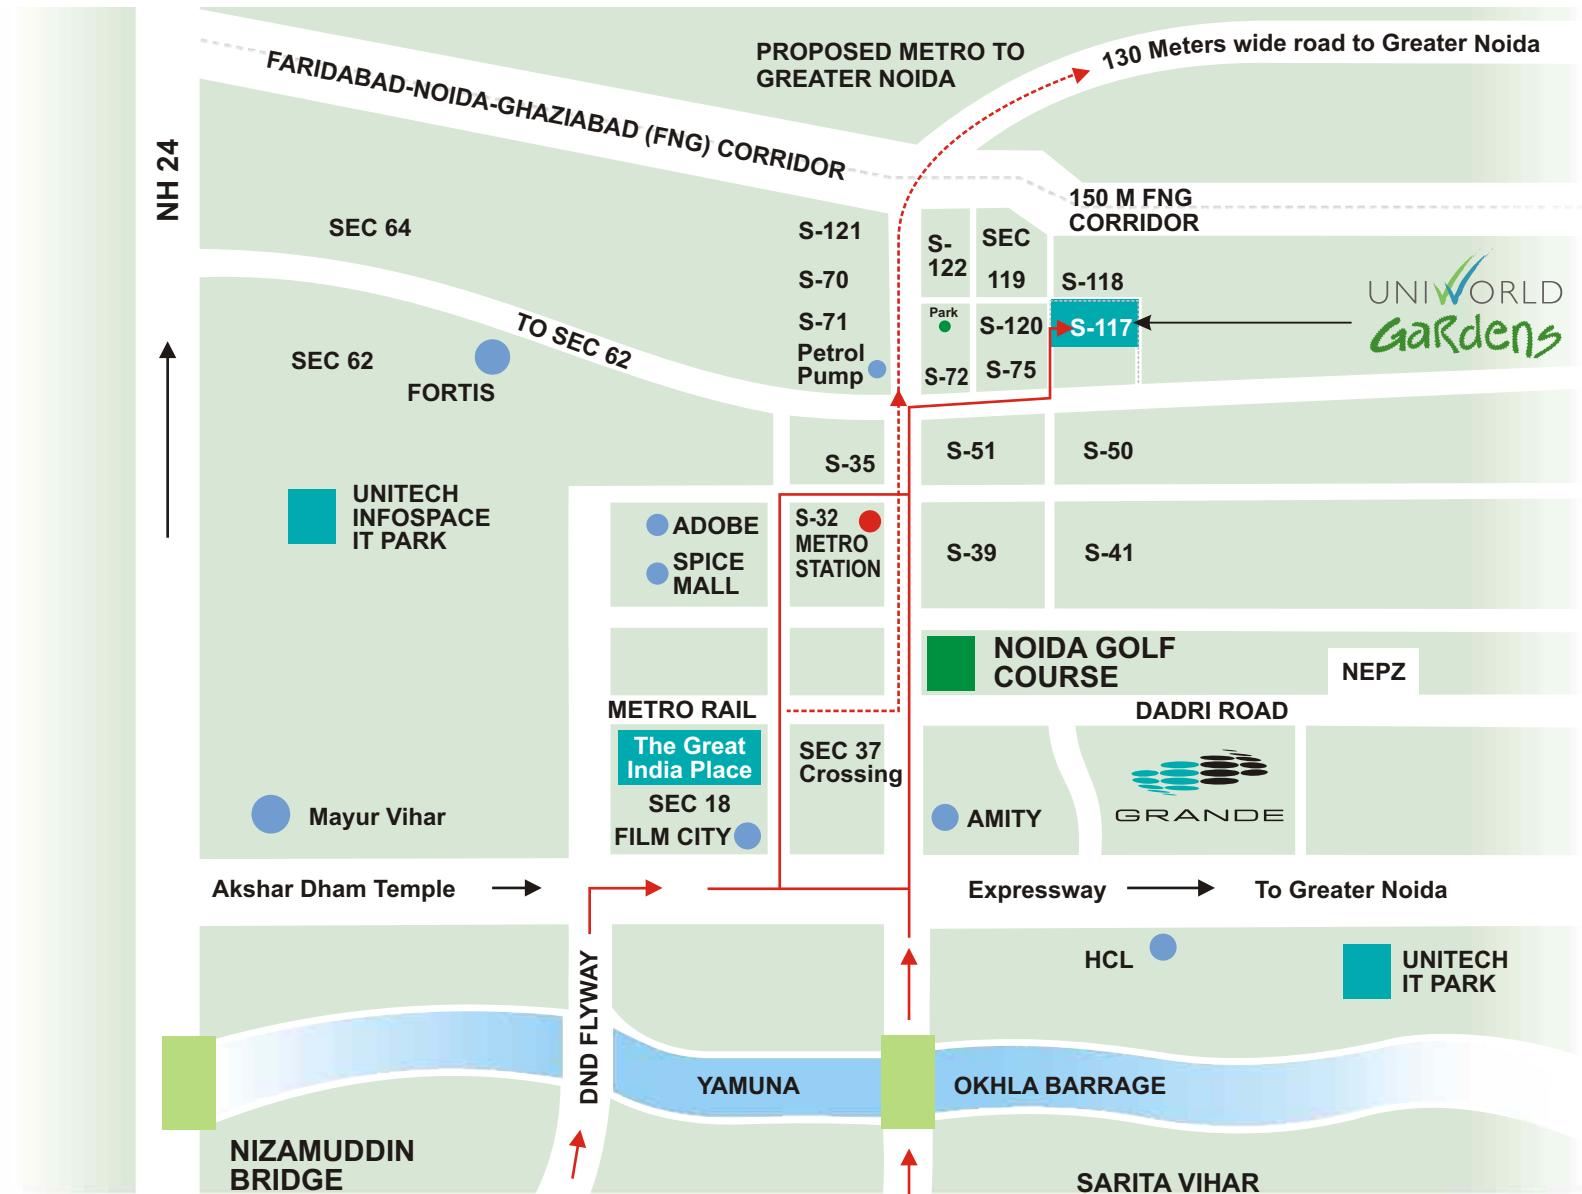 PROPOSED METRO TO
GREATER NOIDA
130 Meters wide road to Greater Noida
FARIDABAD-NOIDA-GHAZIABAD (FNG) CORRIDOR
NH 24
150 M FNG
CORRIDOR
SEC 64
S-121
S-
122
SEC
119
S-70
S-118
UNIWORLD
GaRdens
S-71
Park
S-120
S-117
TO SEC 62
SEC 62
FORTIS
Petrol
Pump
S-72
S-75
S-35
S-51
S-50
UNITECH
INFOSPACE
IT PARK
ADOBE
SPICE
MALL
S-32
METRO
STATION
S-39
S-41
NOIDA GOLF
COURSE
NEPZ
METRO RAIL
DADRI ROAD
The Great
India Place
SEC 37
Crossing
SEC 18
FILM CITY
Mayur Vihar
AMITY
GRANDE
Akshar Dham Temple
Expressway
To Greater Noida
HCL
UNITECH
IT PARK
DND FLYWAY
YAMUNA
OKHLA BARRAGE
NIZAMUDDIN
BRIDGE
SARITA VIHAR